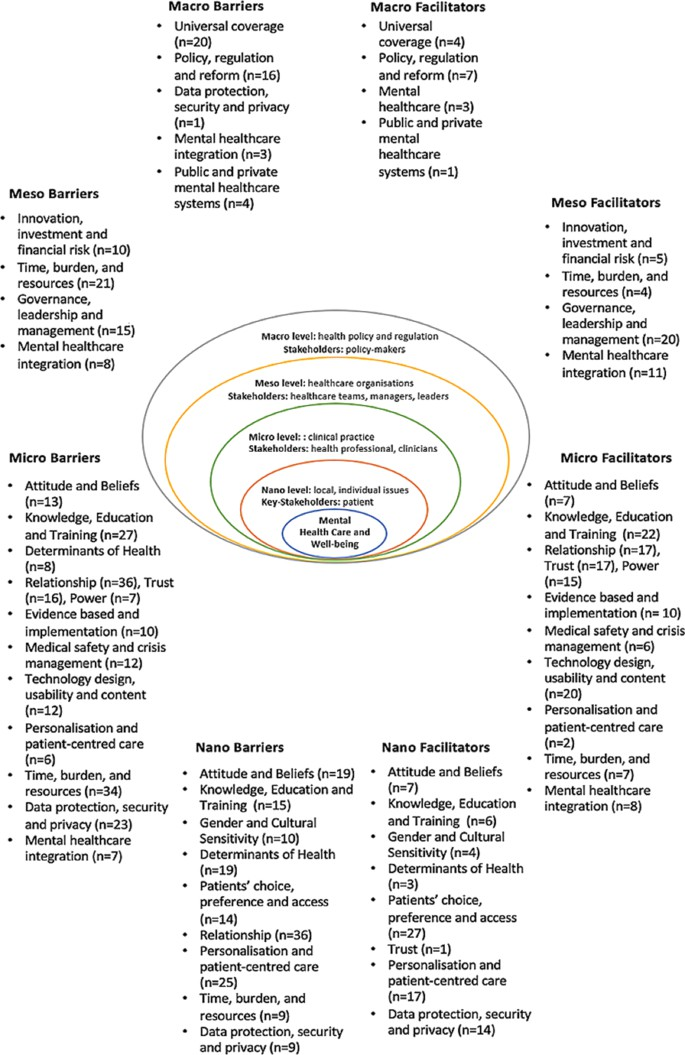 Macro Barriers
• Universal coverage
(n=20)
• Policy, regulation
and reform (n=16)
• Data protection,
security and privacy
(n=1)
• Mental healthcare
integration (n=3)
• Public and private
mental healthcare
systems (n=4)
Macro Facilitators
• Universal
coverage (n=4)
• Policy, regulation
and reform (n=7)
• Mental
healthcare (n=3)
• Public and private
mental
healthcare
systems (n=1)
Meso Barriers
• Innovation,
investment and
financial risk (n=10)
• Time, burden, and
resources (n=21)
• Governance,
leadership and
management (n=15)
• Mental healthcare
integration (n=8)
Meso Facilitators
• Innovation,
investment and
financial risk (n=5)
• Time, burden, and
resources (n=4)
• Governance,
leadership and
management (n=20)
• Mental healthcare
integration (n=11)
Macro level: health policy and regulation
Stakeholders: policy-makers
Meso level: healthcare organisations
Stakeholders: healthcare teams, managers, leaders
Micro level: : clinical practice
Stakeholders: health professional, clinicians
Nano level: local, individual issues
Key-Stakeholders: patient
Mental
Health Care and
Well-being
Micro Barriers
• Attitude and Beliefs
(n=13)
• Knowledge, Education
and Training (n=27)
• Determinants of Health
(n=8)
• Relationship (n=36), Trust
(n=16), Power (n=7)
• Evidence based and
implementation (n=10)
• Medical safety and crisis
management (n=12)
• Technology design,
usability and content
(n=12)
• Personalisation and
patient-centred care
(n=6)
• Time, burden, and
resources (n=34)
• Data protection, security
and privacy (n=23)
• Mental healthcare
integration (n=7)
Micro Facilitators
• Attitude and Beliefs
(n=7)
• Knowledge, Education
and Training (n=22)
• Relationship (n=17),
Trust (n=17), Power
(n=15)
• Evidence based and
implementation (n= 10)
• Medical safety and crisis
management (n=6)
• Technology design,
usability and content
(n=20)
• Personalisation and
patient-centred care
(n=2)
• Time, burden, and
resources (n=7)
• Mental healthcare
integration (n=8)
Nano Barriers
• Attitude and Beliefs (n=19)
• Knowledge, Education and
Training (n=15)
• Gender and Cultural
Sensitivity (n=10)
• Determinants of Health
(n=19)
• Patients' choice,
preference and access
(n=14)
• Relationship (n=36)
• Personalisation and
patient-centred care
(n=25)
• Time, burden, and
resources (n=9)
• Data protection, security
and privacy (n=9)
Nano Facilitators
• Attitude and Beliefs
(n=7)
• Knowledge, Education
and Training (n=6)
• Gender and Cultural
Sensitivity (n=4)
• Determinants of Health
(n=3)
• Patients' choice,
preference and access
(n=27)
• Trust (n=1)
• Personalisation and
patient-centred care
(n=17)
• Data protection, security
and privacy (n=14)